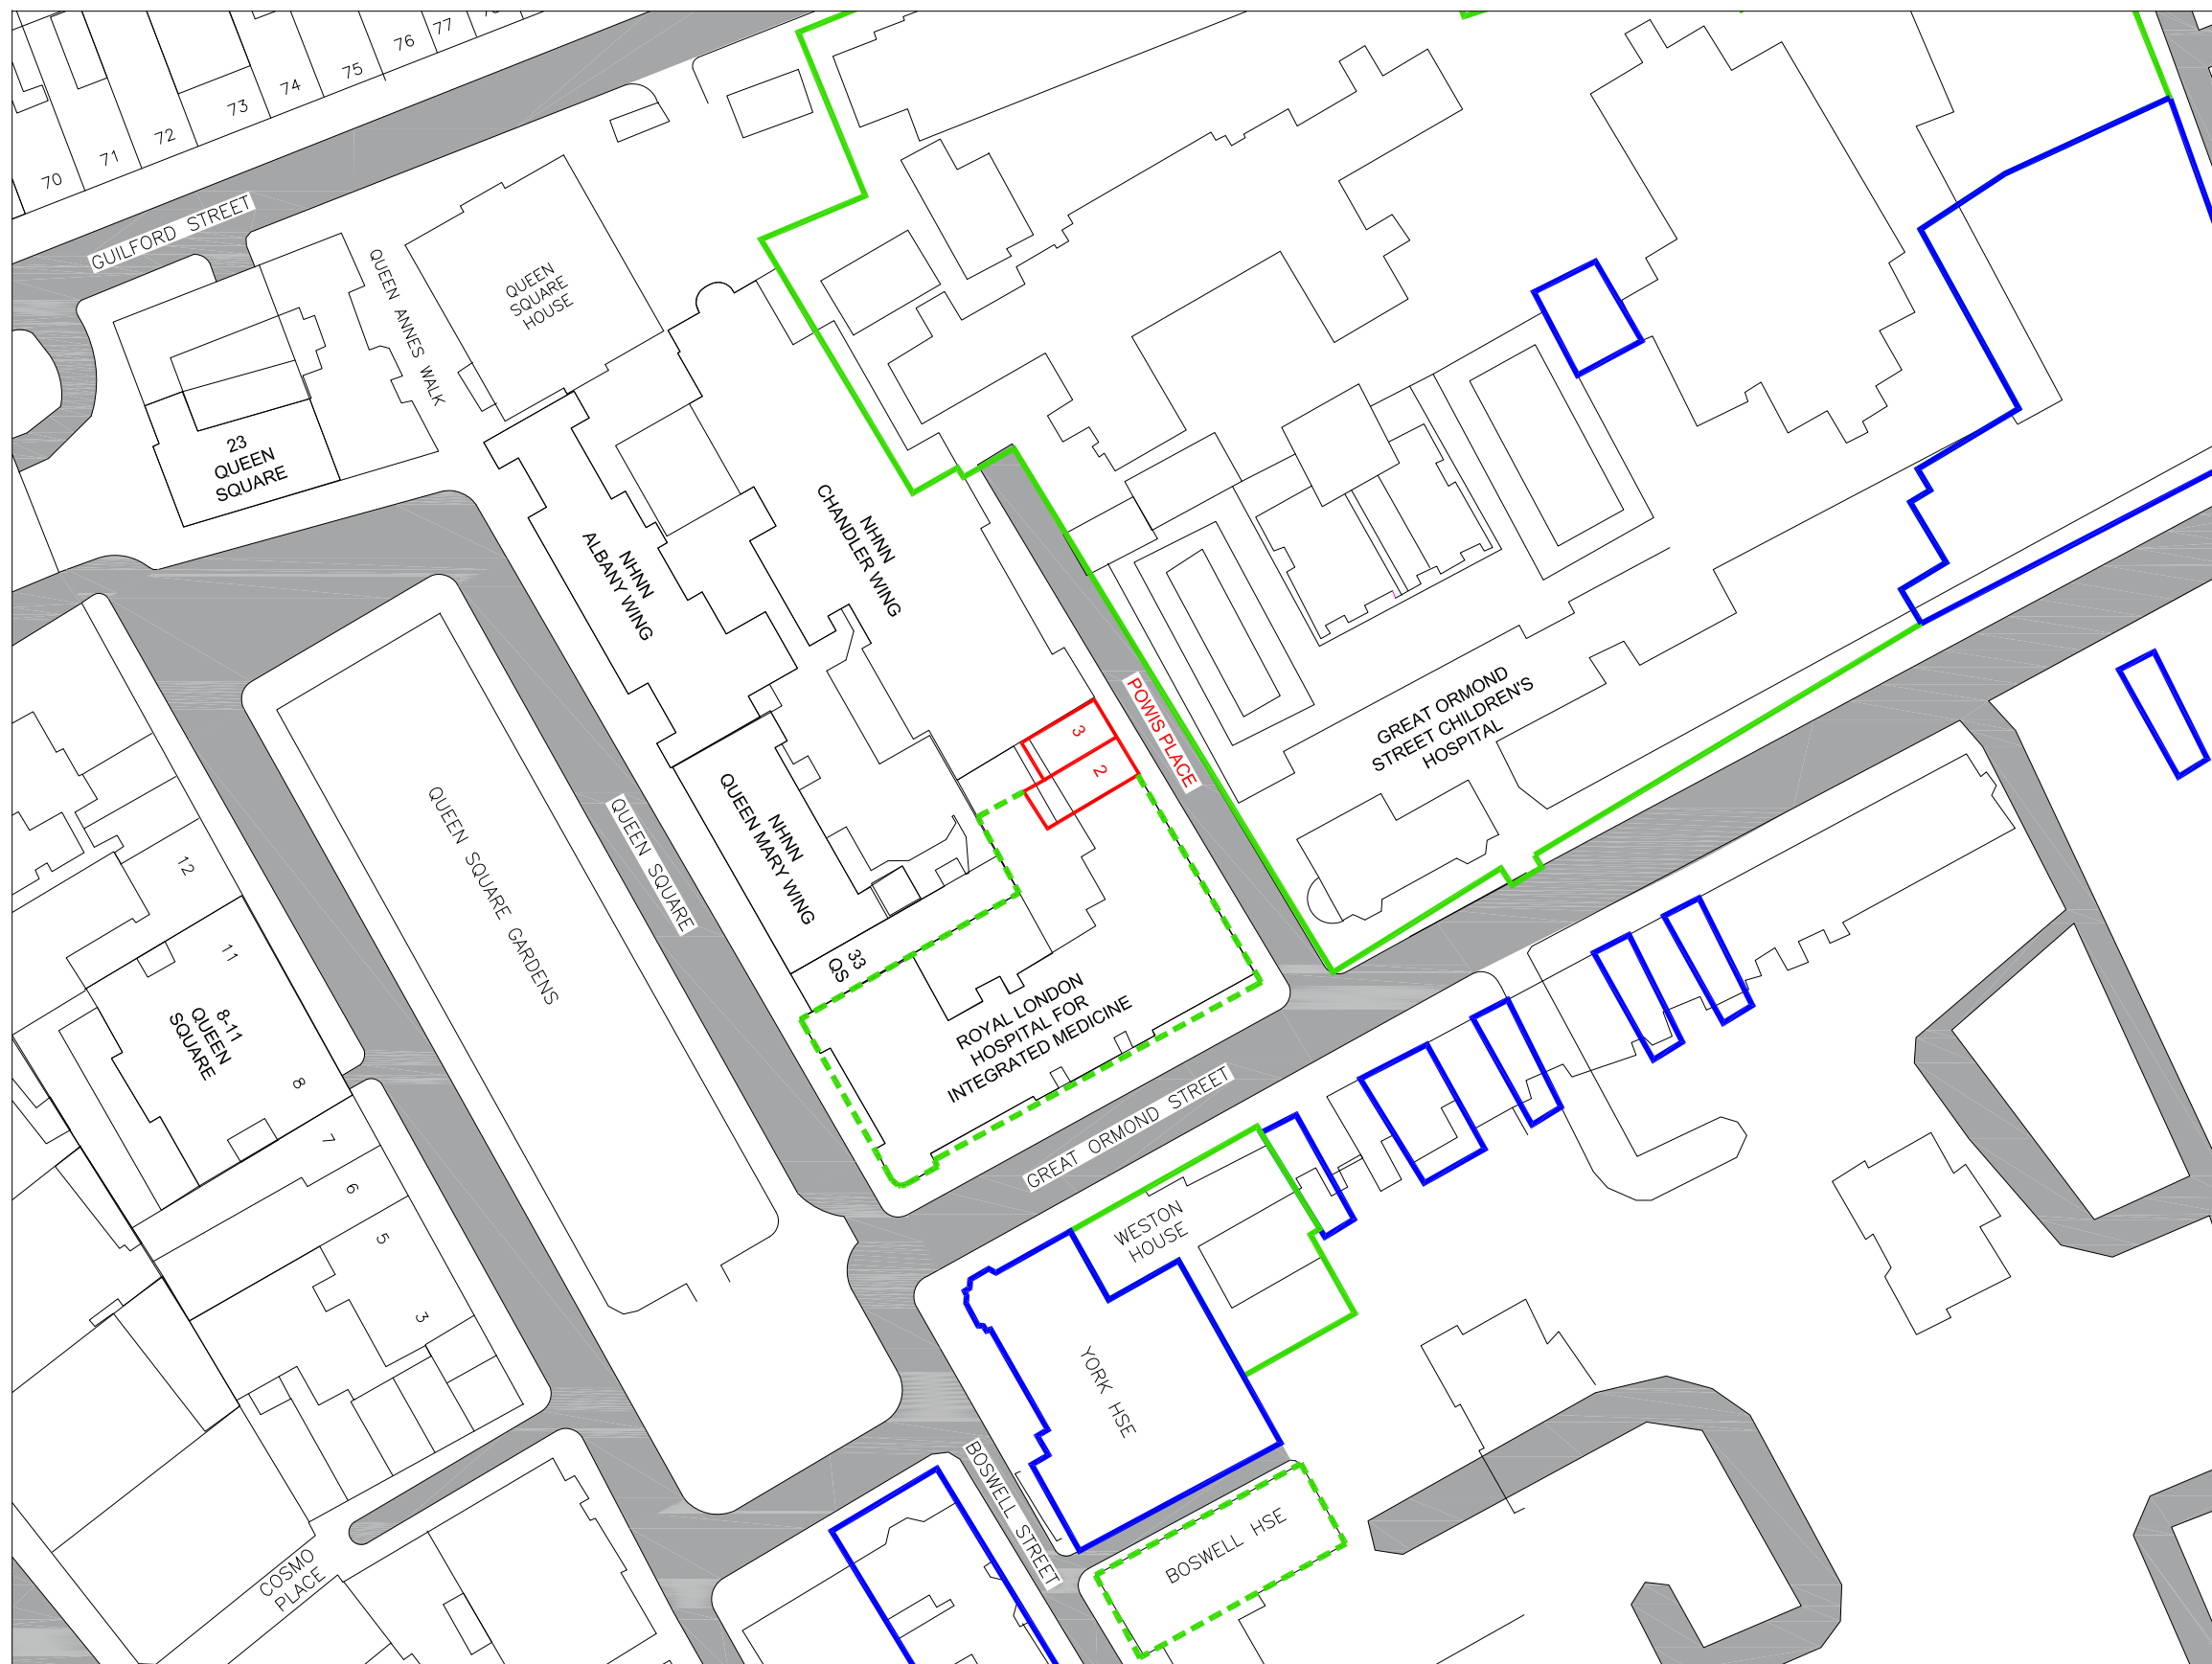 76
77
75
74
73
72
71
70
GUILFORD STREET
QUEEN ANNES WALK
QUEEN
SQUARE
HOUSE
23
QUEEN
SQUARE
NHNN
CHANDLER WING
NHNN
ALBANY WING
POWIS PLACE
3
2
GREAT ORMOND
STREET CHILDREN'S
HOSPITAL
NHNN
QUEEN MARY WING
QUEEN SQUARE
QUEEN SQUARE GARDENS
12
11
8-11
QUEEN
SQUARE
8
7
6
5
3
33
QS
ROYAL LONDON
HOSPITAL FOR
INTEGRATED MEDICINE
GREAT ORMOND STREET
WESTON
HOUSE
YORK HSE
BOSWELL STREET
BOSWELL HSE
COSMO
PLACE